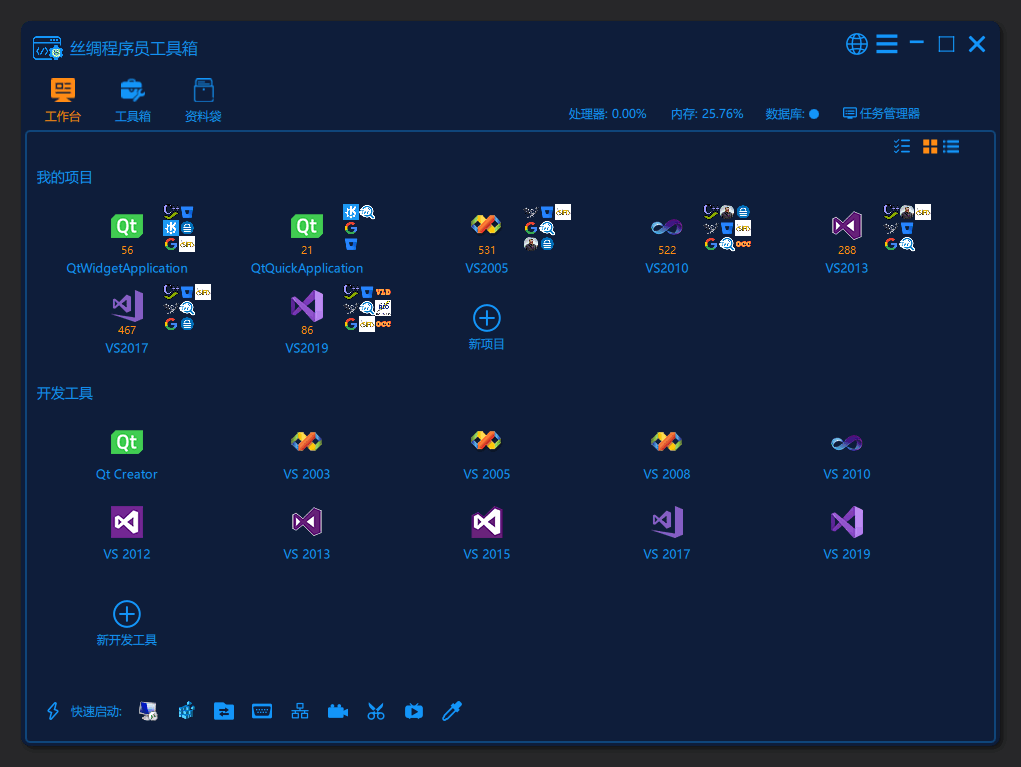 丝绸程序员工具箱
工作台 工具箱 资料袋
处理器: 0.00% 内存: 25.76% 数据库: 任务管理器
我的项目
Qt Qt
56 21 531 522 288
QtWidgetApplication QtQuickApplication VS2005 VS2010 VS2013
VLD
OCC
467 86
VS2017 VS2019 新项目
开发工具
Qt
Qt Creator VS 2003 VS 2005 VS 2008 VS 2010
VS 2012 VS 2013 VS 2015 VS 2017 VS 2019
新开发工具
快速启动: